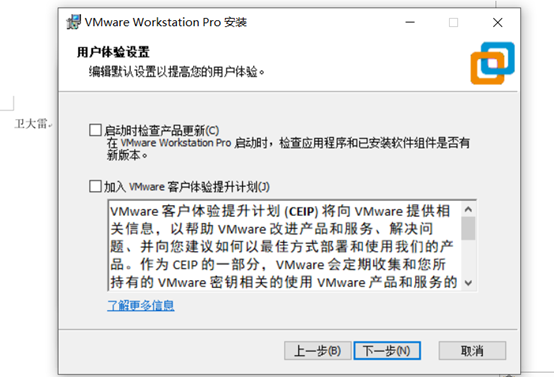 VMware Workstation Pro 安装
用户体验设置
编辑默认设置以提高您的用户体验。
卫大雷
启动时检查产品更新(C)
在 VMware Workstation Pro 启动时，检查应用程序和已安装软件组件是否有
新版本。
加入 VMware 客户体验提升计划(J)
VMware 客户体验提升计划 (CEIP) 将向 VMware 提供相
关信息，以帮助 VMware 改进产品和服务、解决问
题、并向您建议如何以最佳方式部署和使用我们的产
品。作为 CEIP 的一部分，VMware 会定期收集和您所
持有的 VMware 密钥相关的使用 VMware 产品和服务的
了解更多信息
上一步(B)
下一步(N)
取消